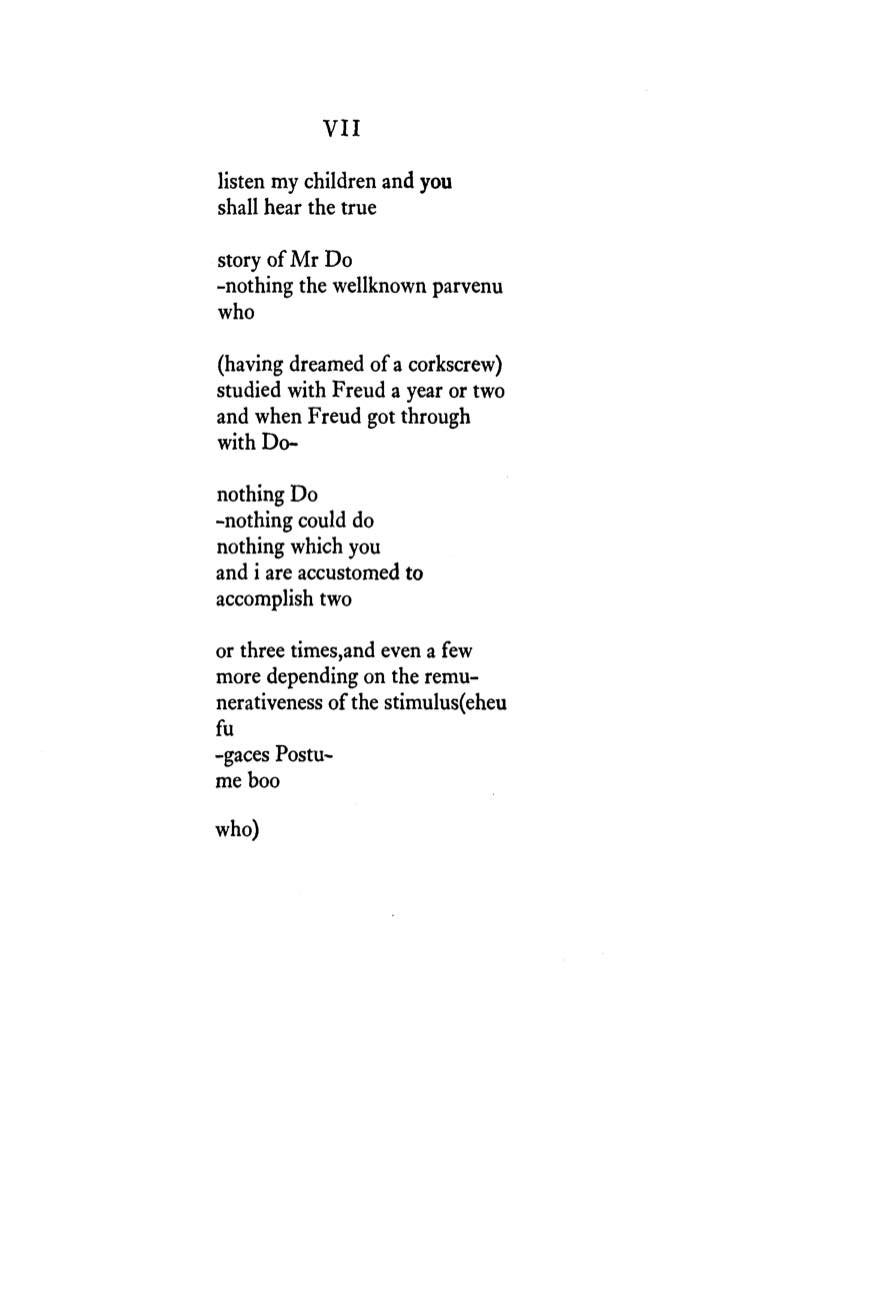 VII
listen my children and you
shall hear the true
story of Mr Do
-nothing the wellknown parvenu
who
(having dreamed of a corkscrew)
studied with Freud a year or two
and when Freud got through
with Do-
nothing Do
-nothing could do
nothing which you
and i are accustomed to
accomplish two
or three times,and even a few
more depending on the remu-
nerativeness of the stimulus(eheu
fu
-gaces Postu-
me boo
who)